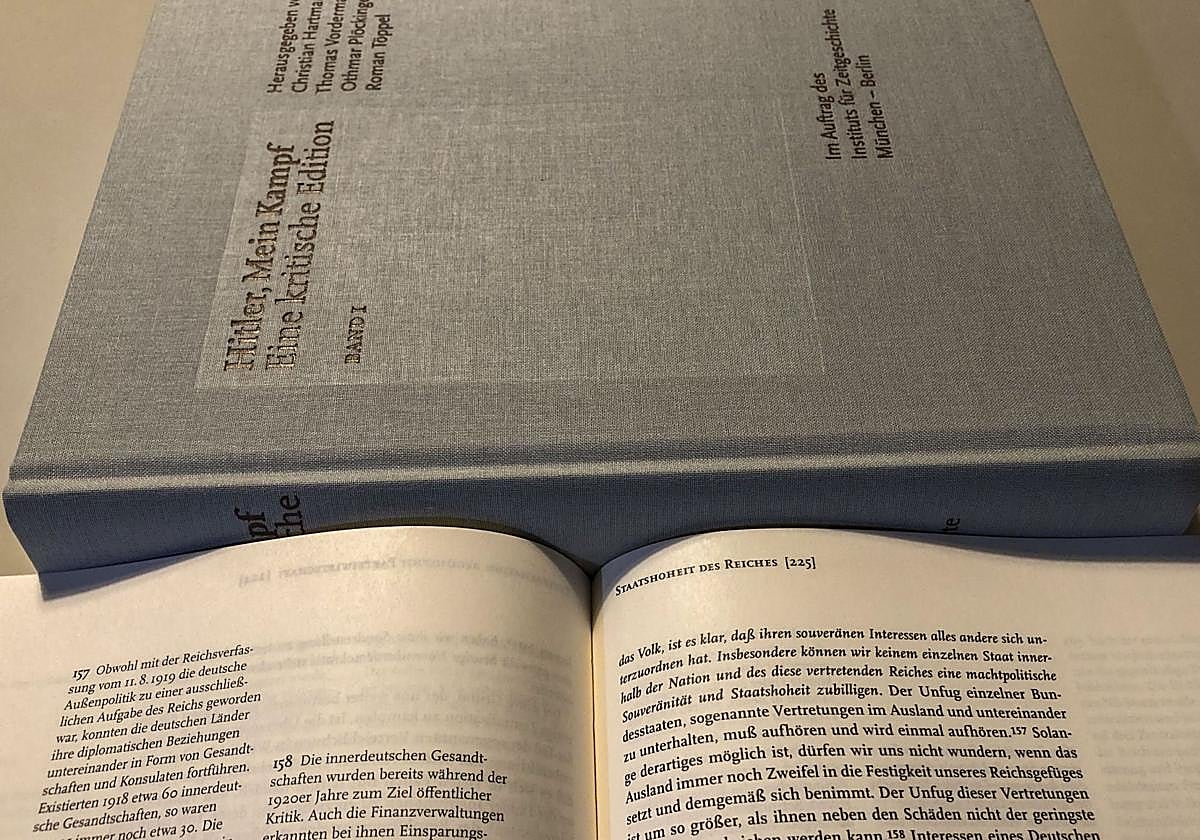 Herausgegeben
Christian Hartma
Thomas Vorderm
Othmar Plöckinge
Roman Töppel
Hitler, Mein Kampf
Eine kritische Edition
BAND I
Im Auftrag des
Instituts für Zeitgeschichte
München – Berlin
pf
che
te
157 Obwohl mit der Reichsverfas-
sung vom 11. 8. 1919 die deutsche
Außenpolitik zu einer ausschließ-
lichen Aufgabe des Reichs geworden
war, konnten die deutschen Länder
ihre diplomatischen Beziehungen
untereinander in Form von Gesandt-
schaften und Konsulaten fortführen.
Existierten 1918 etwa 60 innerdeut-
sche Gesandtschaften, so waren
immer noch etwa 30. Die
158 Die innerdeutschen Gesandt-
schaften wurden bereits während der
1920er Jahre zum Ziel öffentlicher
Kritik. Auch die Finanzverwaltungen
erkannten bei ihnen Einsparungs-
STAATSHOHEIT DES REICHES [225]
das Volk, ist es klar, daß ihren souveränen Interessen alles andere sich un-
terzuordnen hat. Insbesondere können wir keinem einzelnen Staat inner-
halb der Nation und des diese vertretenden Reiches eine machtpolitische
Souveränität und Staatshoheit zubilligen. Der Unfug einzelner Bun-
desstaaten, sogenannte Vertretungen im Ausland und untereinander
zu unterhalten, muß aufhören und wird einmal aufhören.157 Solan-
ge derartiges möglich ist, dürfen wir uns nicht wundern, wenn das
Ausland immer noch Zweifel in die Festigkeit unseres Reichsgefüges
setzt und demgemäß sich benimmt. Der Unfug dieser Vertretungen
ist um so größer, als ihnen neben den Schäden nicht der geringste
werden kann.158 Interessen eines Deutschen